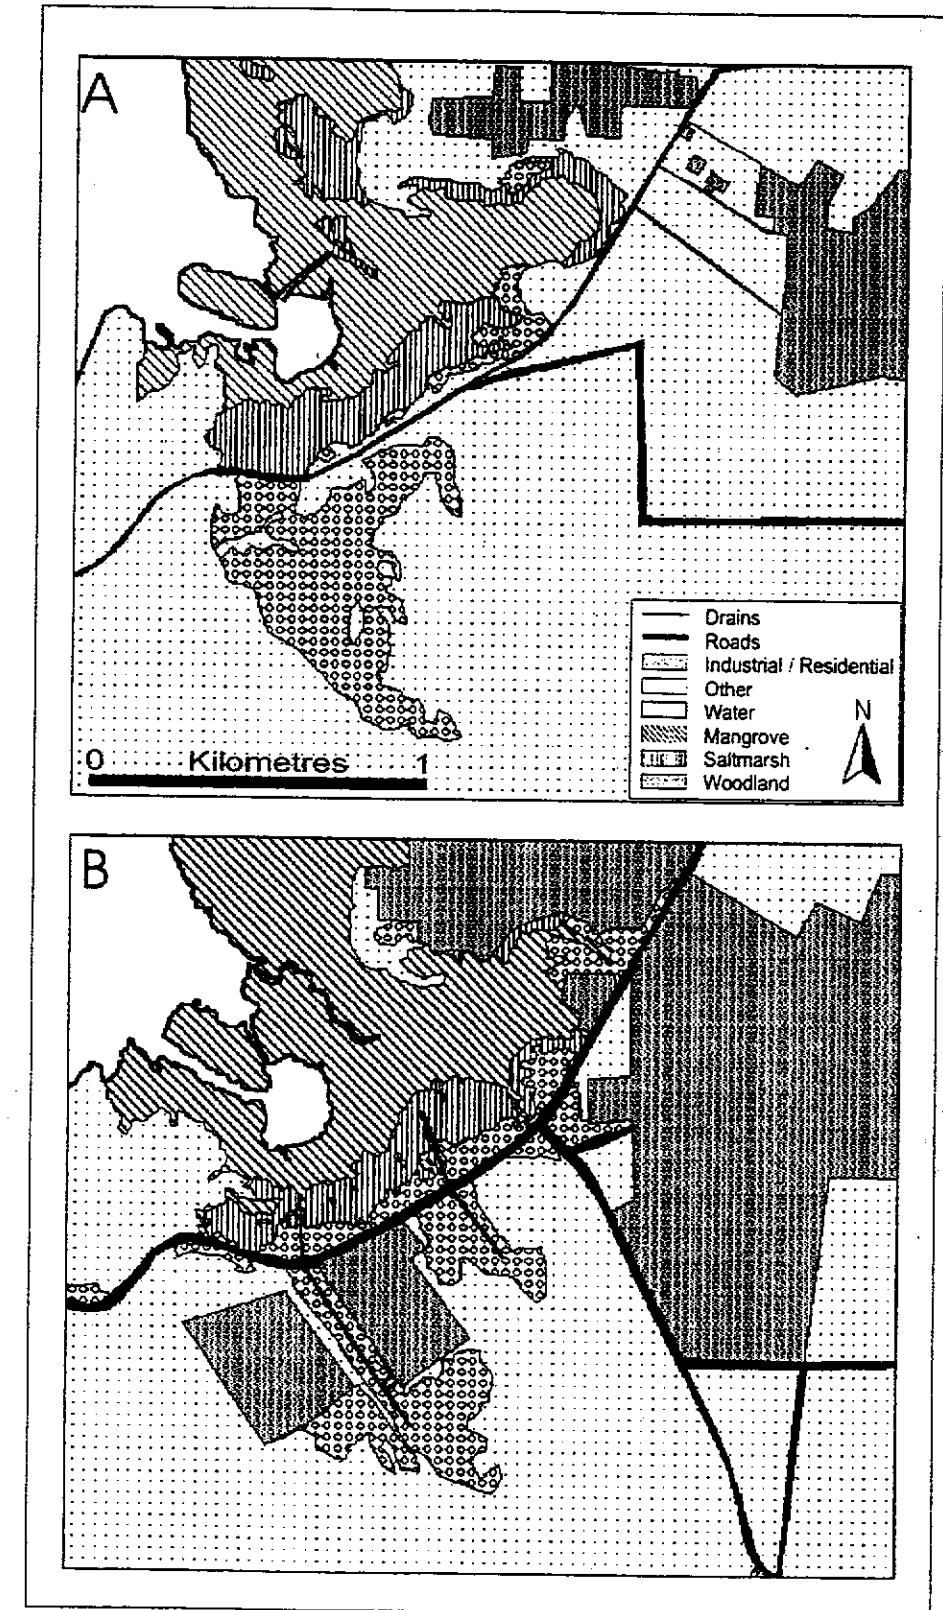 A
Drains
Roads
Industrial / Residential
Other
Water
Mangrove
Saltmarsh
Woodland
N
0 Kilometres 1
B